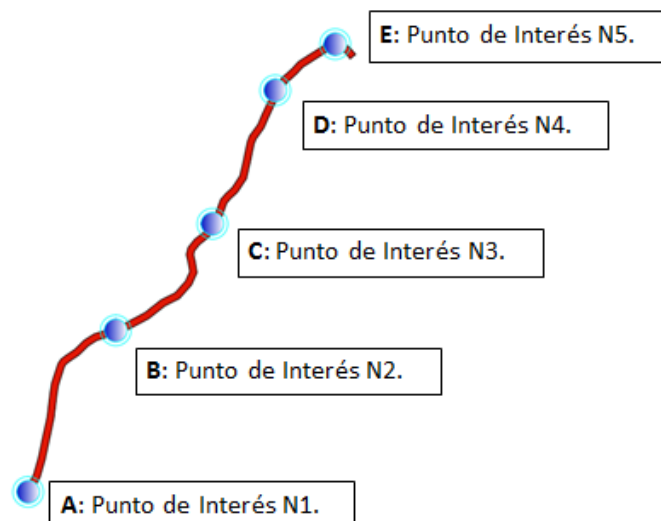 E: Punto de Interés N5.
D: Punto de Interés N4.
C: Punto de Interés N3.
B: Punto de Interés N2.
A: Punto de Interés N1.